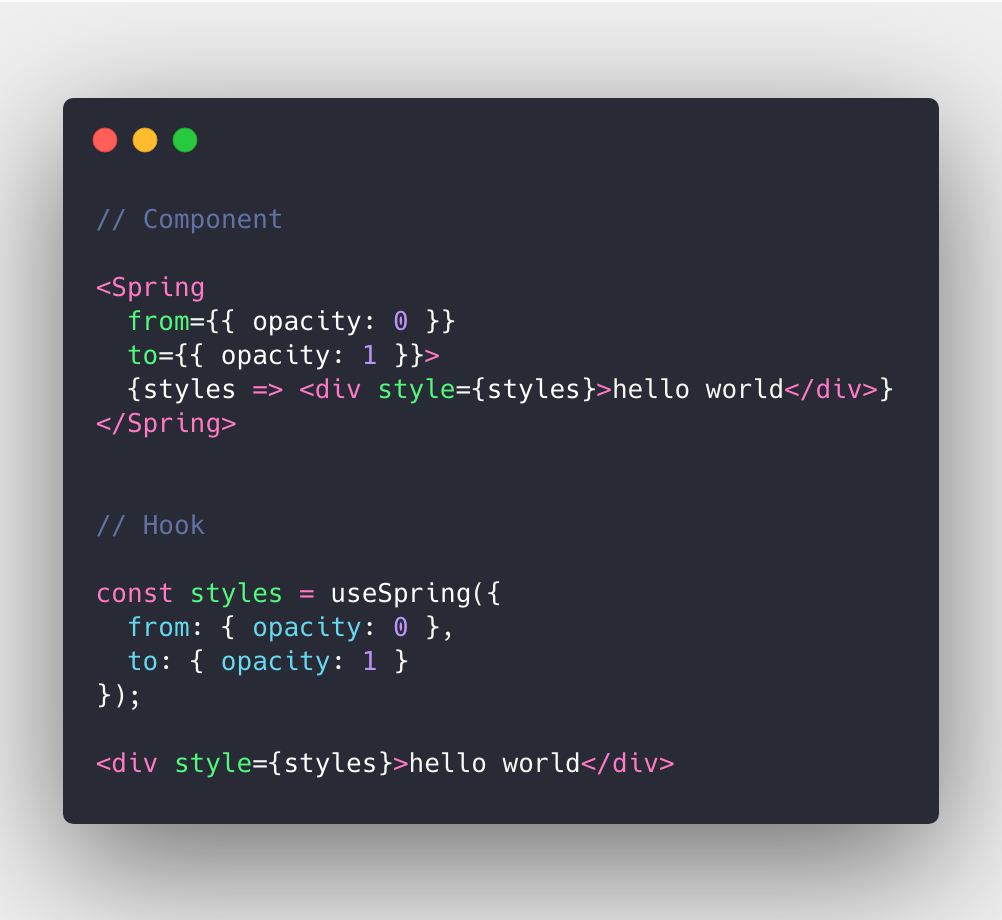 // Component
<Spring
  from={{ opacity: 0 }}
  to={{ opacity: 1 }}>
  {styles => <div style={styles}>hello world</div>}
</Spring>
// Hook
const styles = useSpring({
  from: { opacity: 0 },
  to: { opacity: 1 }
});
<div style={styles}>hello world</div>